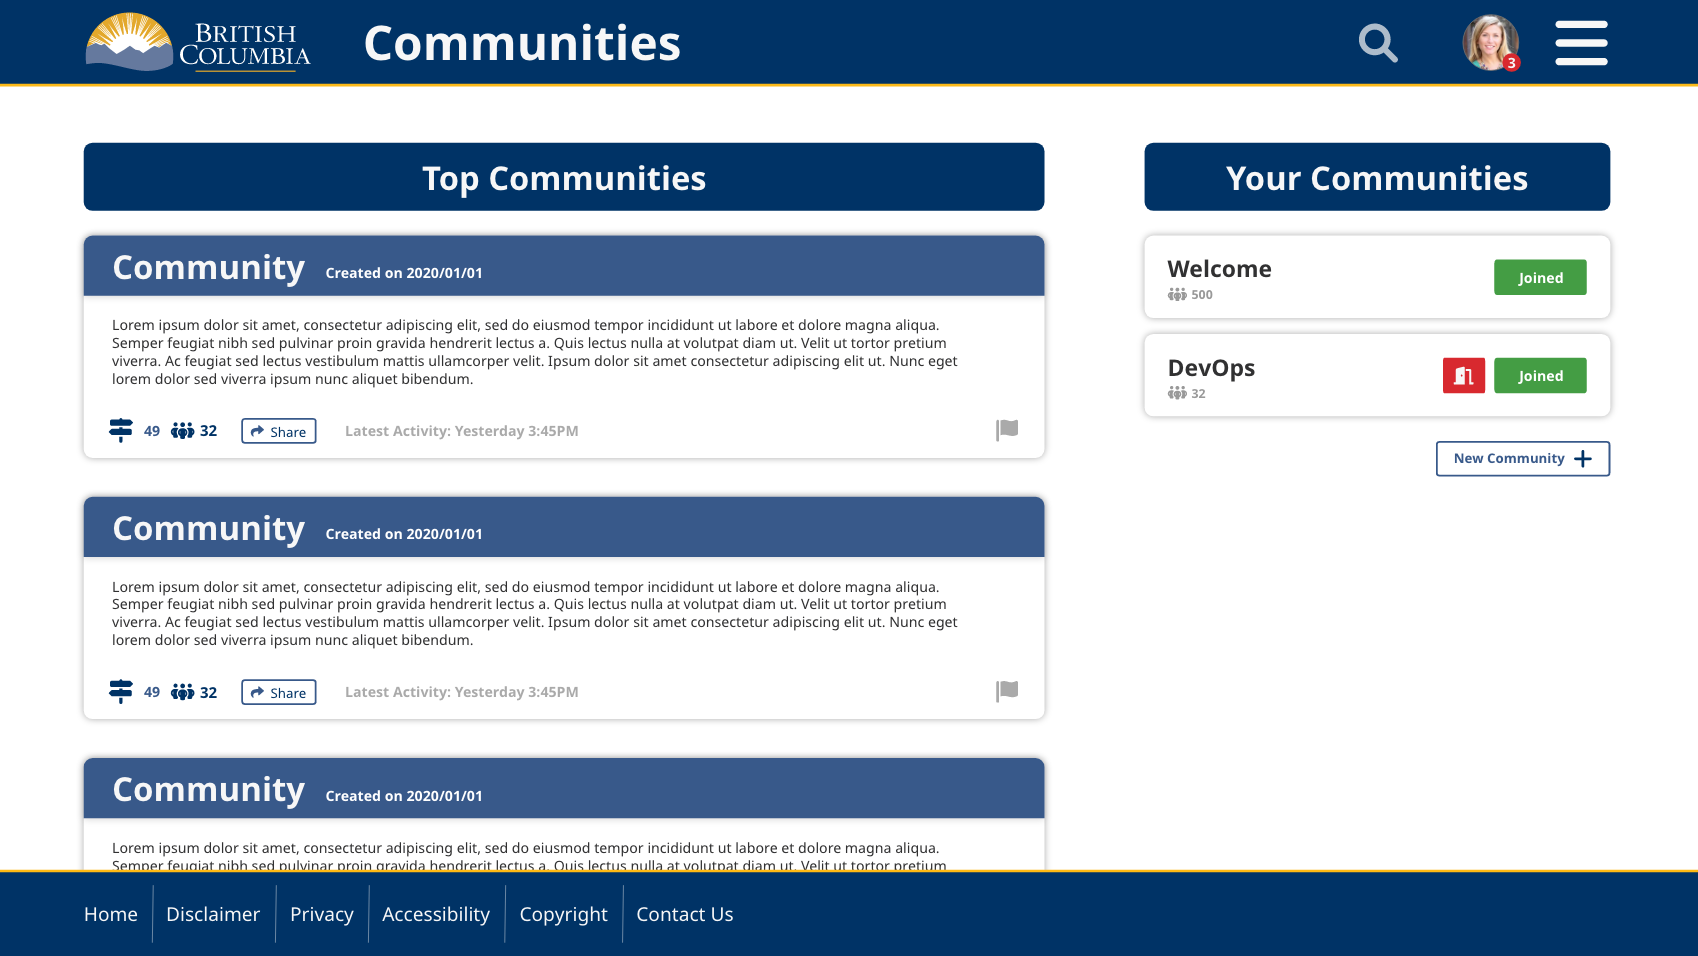 BRITISH
COLUMBIA
Communities
3
Top Communities
Community Created on 2020/01/01
Lorem ipsum dolor sit amet, consectetur adipiscing elit, sed do eiusmod tempor incididunt ut labore et dolore magna aliqua.
Semper feugiat nibh sed pulvinar proin gravida hendrerit lectus a. Quis lectus nulla at volutpat diam ut. Velit ut tortor pretium
viverra. Ac feugiat sed lectus vestibulum mattis ullamcorper velit. Ipsum dolor sit amet consectetur adipiscing elit ut. Nunc eget
lorem dolor sed viverra ipsum nunc aliquet bibendum.
49 32 Share Latest Activity: Yesterday 3:45PM
Community Created on 2020/01/01
Lorem ipsum dolor sit amet, consectetur adipiscing elit, sed do eiusmod tempor incididunt ut labore et dolore magna aliqua.
Semper feugiat nibh sed pulvinar proin gravida hendrerit lectus a. Quis lectus nulla at volutpat diam ut. Velit ut tortor pretium
viverra. Ac feugiat sed lectus vestibulum mattis ullamcorper velit. Ipsum dolor sit amet consectetur adipiscing elit ut. Nunc eget
lorem dolor sed viverra ipsum nunc aliquet bibendum.
49 32 Share Latest Activity: Yesterday 3:45PM
Community Created on 2020/01/01
Lorem ipsum dolor sit amet, consectetur adipiscing elit, sed do eiusmod tempor incididunt ut labore et dolore magna aliqua.
Semper feugiat nibh sed pulvinar proin gravida hendrerit lectus a. Quis lectus nulla at volutpat diam ut. Velit ut tortor pretium
Your Communities
Welcome
500
Joined
DevOps
32
Joined
New Community
Home Disclaimer Privacy Accessibility Copyright Contact Us